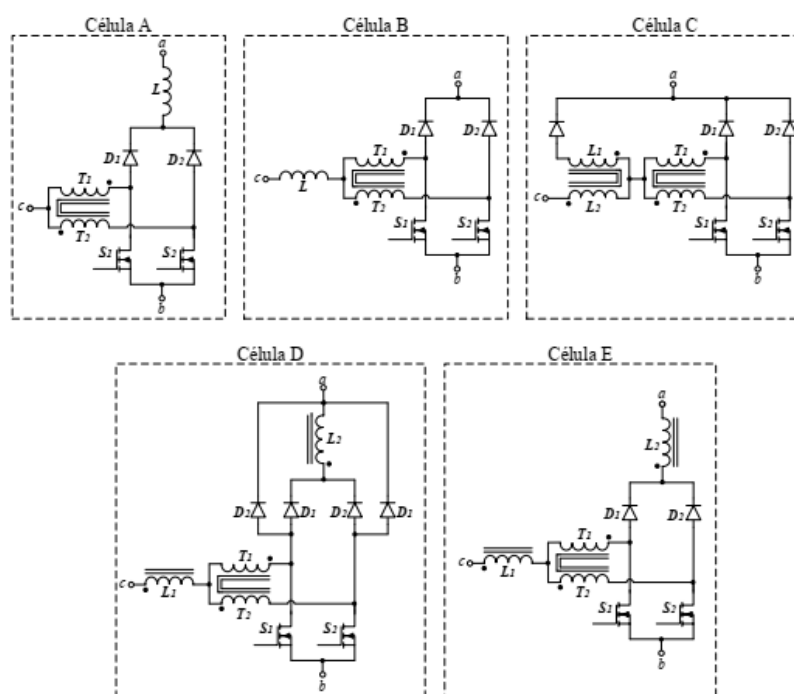 Célula A
Célula B
Célula C
a
L
D1
D2
T1
c
T2
S1
S2
b
a
D1
D2
T1
c
L
T2
S1
S2
b
a
D1
D2
L1
T1
c
L2
T2
S1
S2
b
Célula D
Célula E
a
L2
D2
D1
D2
D1
T1
c
L1
T2
S1
S2
b
a
L2
D1
D2
T1
c
L1
T2
S1
S2
b